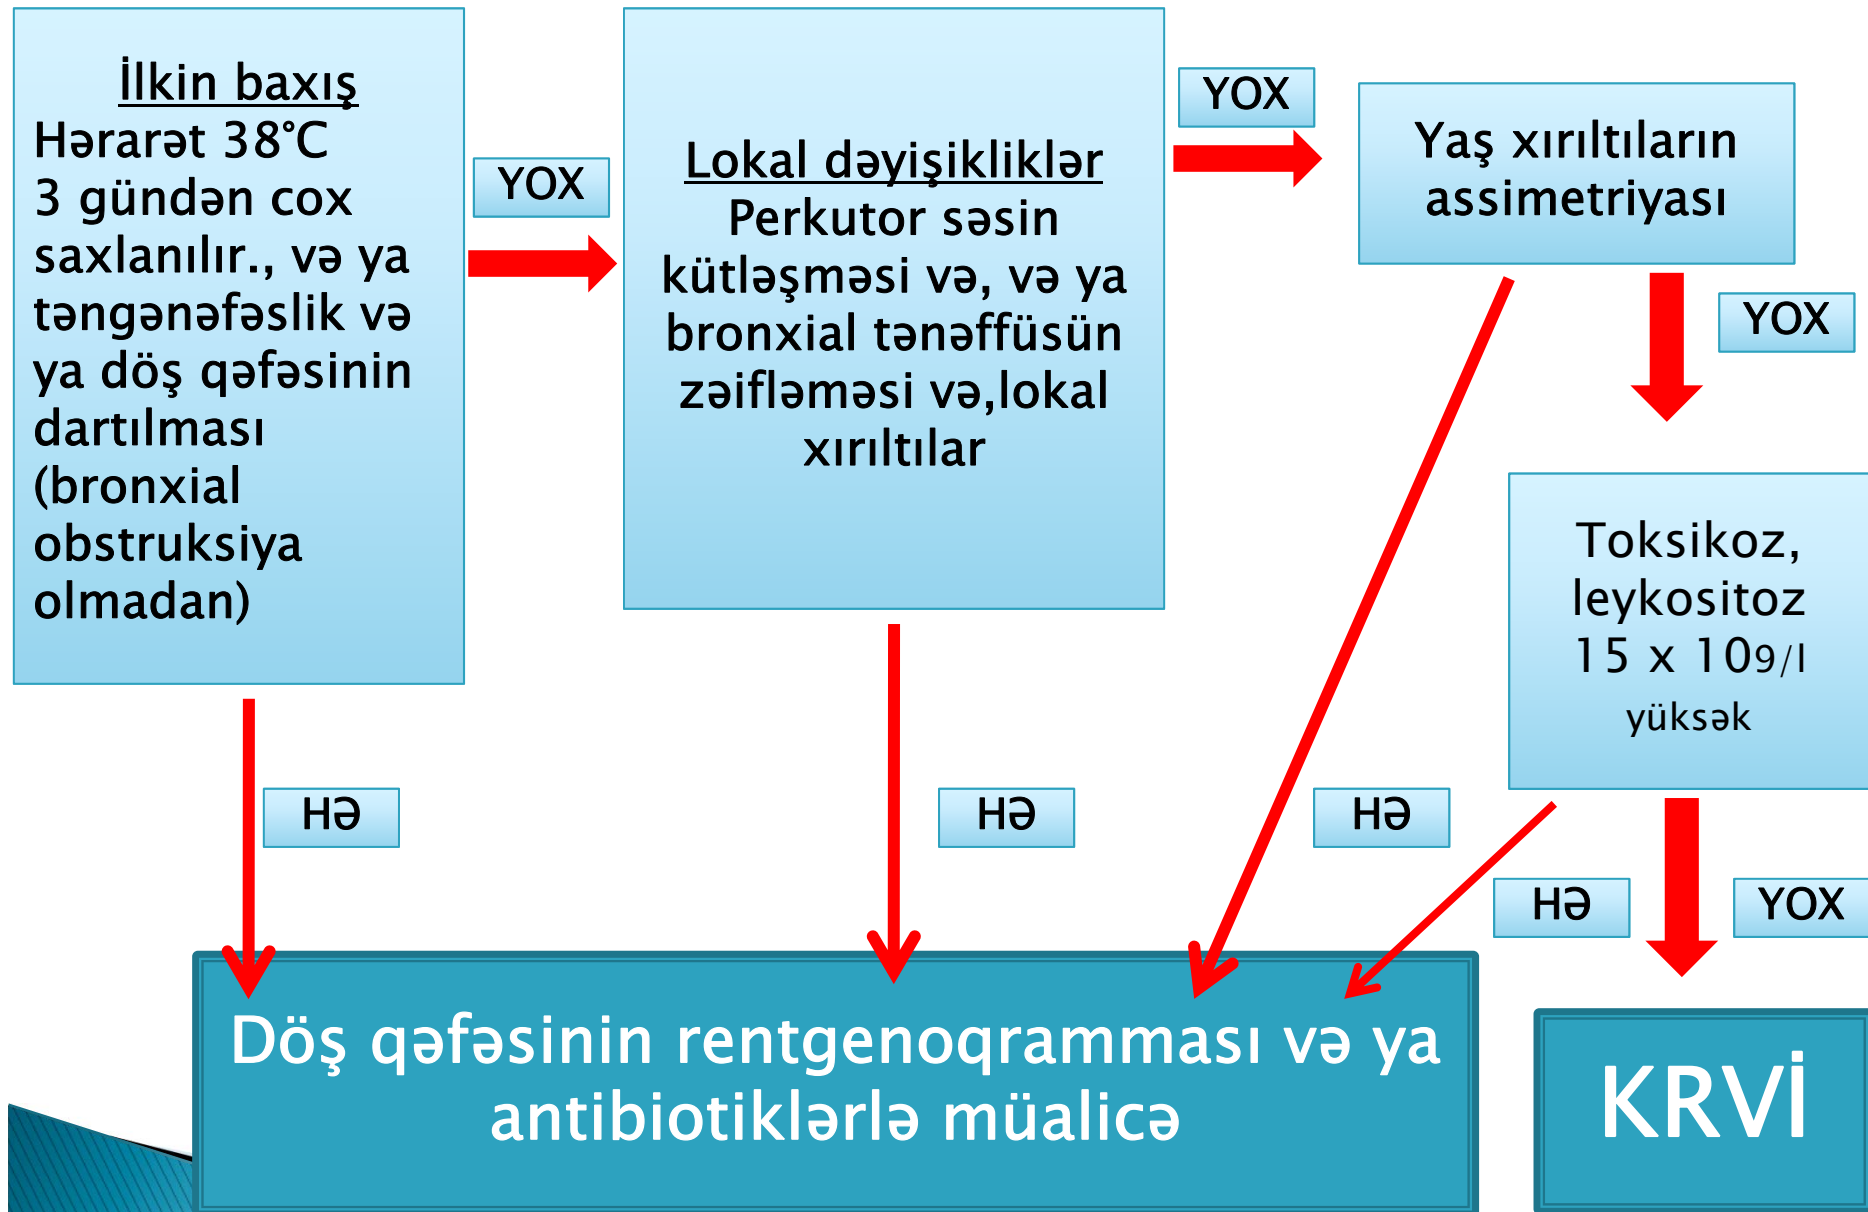 İlkin baxış
Hərarət 38°C
3 gündən cox
saxlanılır., və ya
təngənəfəslik və
ya döş qəfəsinin
dartılması
(bronxial
obstruksiya
olmadan)
YOX
Lokal dəyişikliklər
Perkutor səsin
kütləşməsi və, və ya
bronxial tənəffüsün
zəifləməsi və,lokal
xırıltılar
YOX
Yaş xırıltıların
assimetriyası
YOX
Toksikoz,
leykositoz
15 x 109/l
yüksək
HƏ
HƏ
HƏ
HƏ
YOX
Döş qəfəsinin rentgenoqramması və ya
antibiotiklərlə müalicə
KRVİ